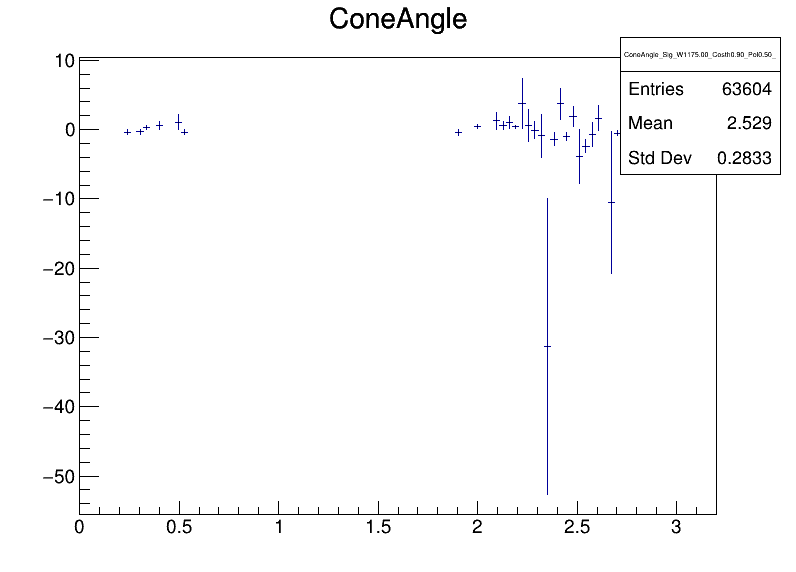 ConeAngle
ConeAngle_Sig_W1175.00_Costh0.90_Pol0.50_
Entries 63604
Mean 2.529
Std Dev 0.2833
10
0
−10
−20
−30
−40
−50
0 0.5 1 1.5 2 2.5 3